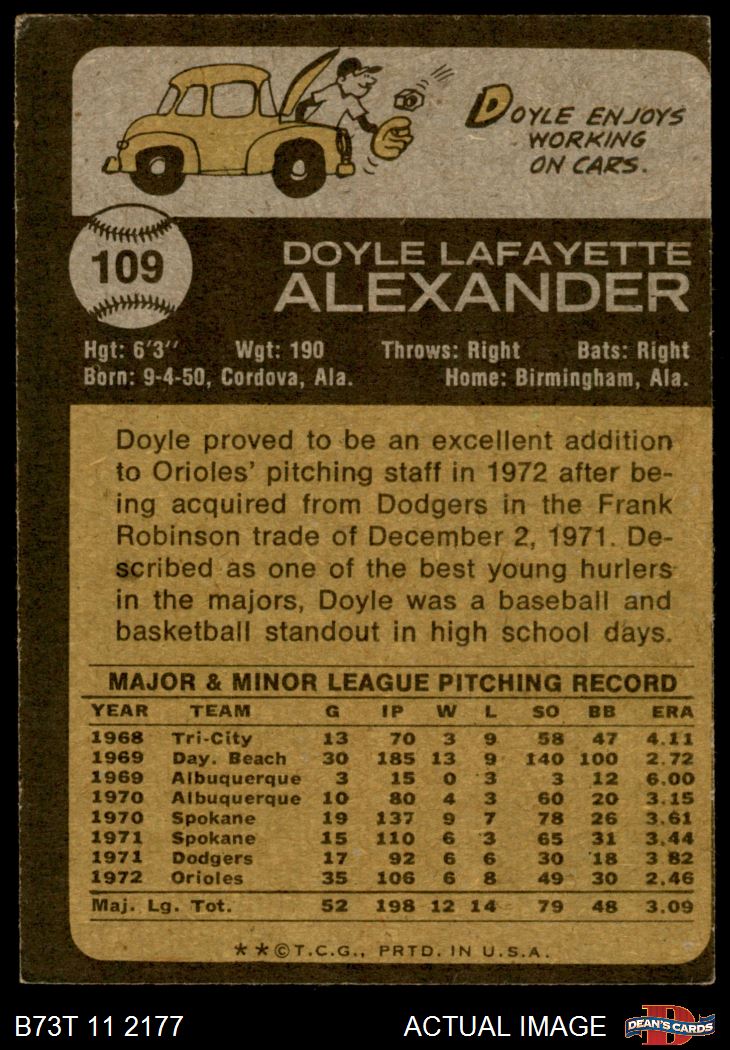 DOYLE ENJOYS
WORKING
ON CARS.
109
DOYLE LAFAYETTE
ALEXANDER
Hgt: 6'3'' Wgt: 190 Throws: Right Bats: Right
Born: 9-4-50, Cordova, Ala. Home: Birmingham, Ala.
Doyle proved to be an excellent addition
to Orioles' pitching staff in 1972 after be-
ing acquired from Dodgers in the Frank
Robinson trade of December 2, 1971. De-
scribed as one of the best young hurlers
in the majors, Doyle was a baseball and
basketball standout in high school days.
MAJOR & MINOR LEAGUE PITCHING RECORD
YEAR TEAM G IP W L SO BB ERA
1968 Tri-City 13 70 3 9 58 47 4.11
1969 Day. Beach 30 185 13 9 140 100 2.72
1969 Albuquerque 3 15 0 3 3 12 6.00
1970 Albuquerque 10 80 4 3 60 20 3.15
1970 Spokane 19 137 9 7 78 26 3.61
1971 Spokane 15 110 6 3 65 31 3.44
1971 Dodgers 17 92 6 6 30 18 3 82
1972 Orioles 35 106 6 8 49 30 2.46
Maj. Lg. Tot. 52 198 12 14 79 48 3.09
**©T.C.G., PRTD. IN U.S.A.
B73T 11 2177 ACTUAL IMAGE D DEAN'S CARDS